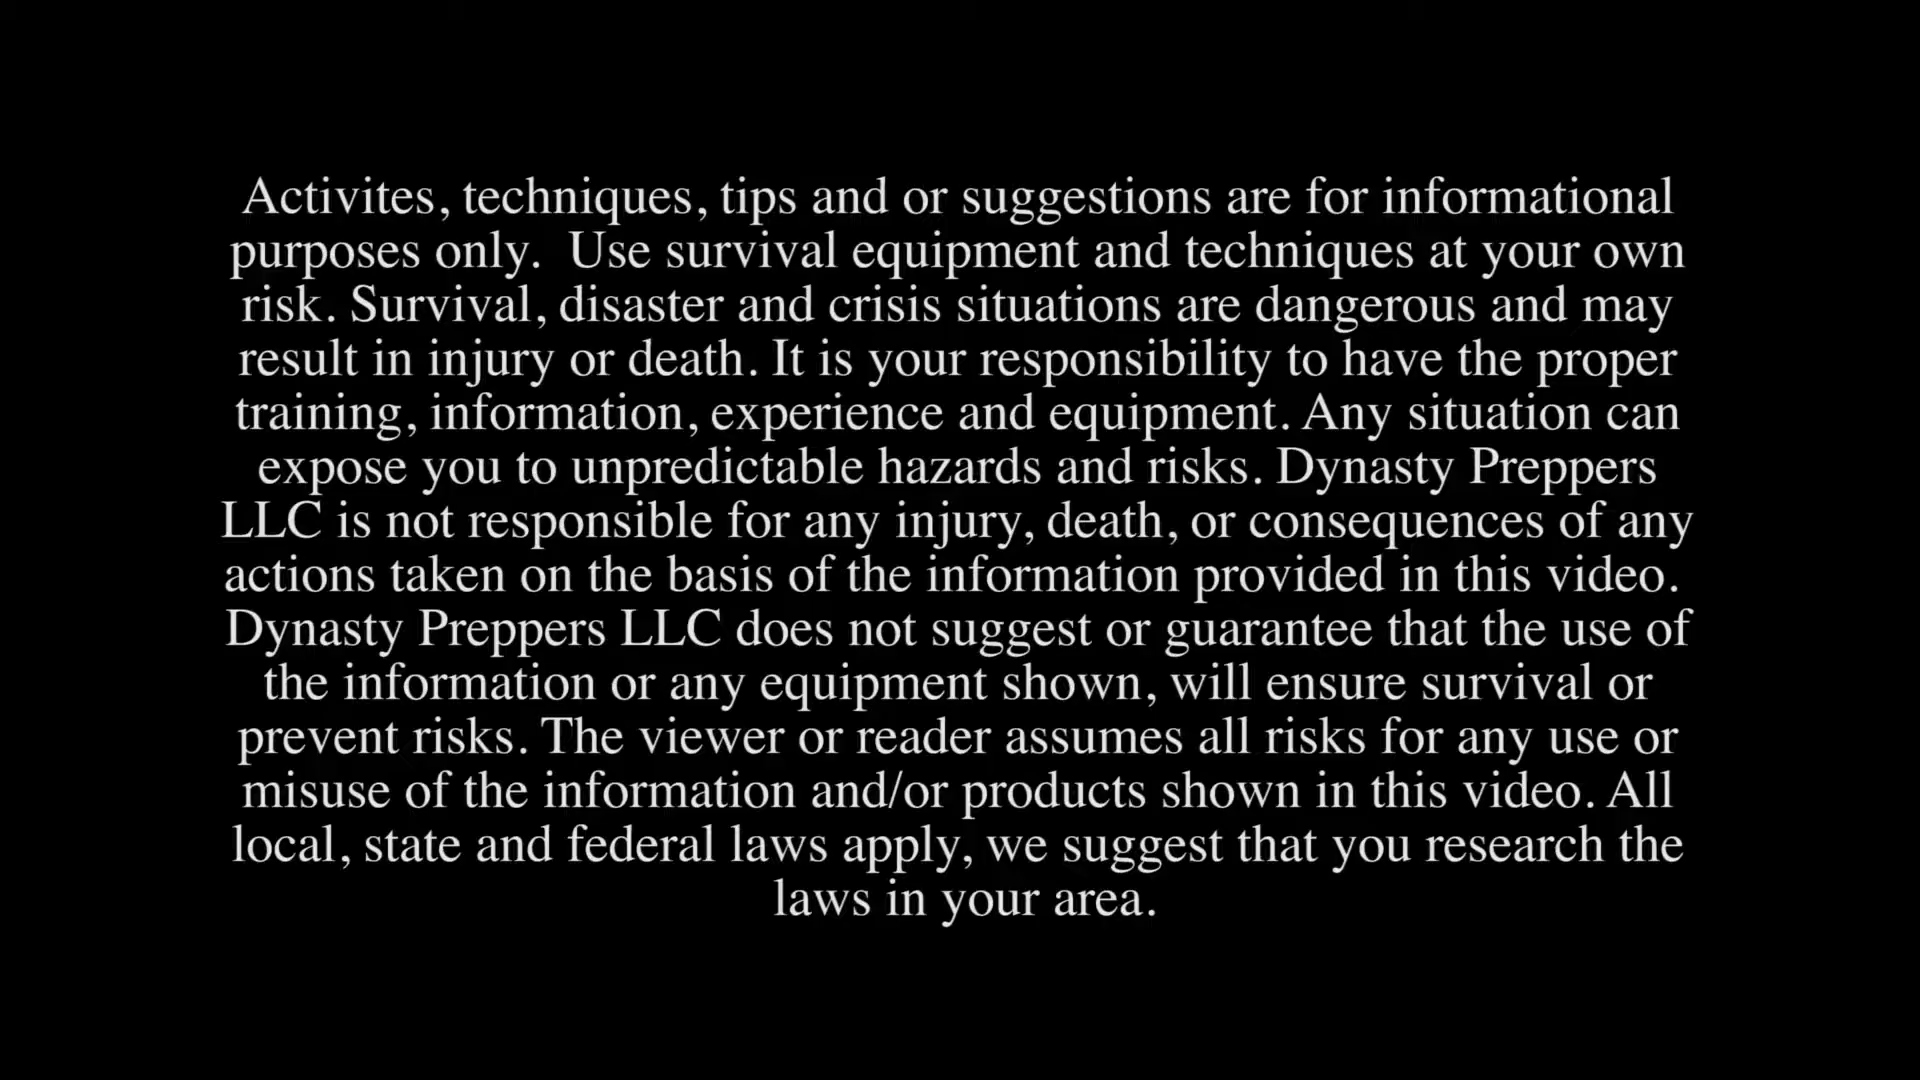 Activites, techniques, tips and or suggestions are for informational
purposes only.  Use survival equipment and techniques at your own
risk. Survival, disaster and crisis situations are dangerous and may
result in injury or death. It is your responsibility to have the proper
training, information, experience and equipment. Any situation can
expose you to unpredictable hazards and risks. Dynasty Preppers
LLC is not responsible for any injury, death, or consequences of any
actions taken on the basis of the information provided in this video.
Dynasty Preppers LLC does not suggest or guarantee that the use of
the information or any equipment shown, will ensure survival or
prevent risks. The viewer or reader assumes all risks for any use or
misuse of the information and/or products shown in this video. All
local, state and federal laws apply, we suggest that you research the
laws in your area.